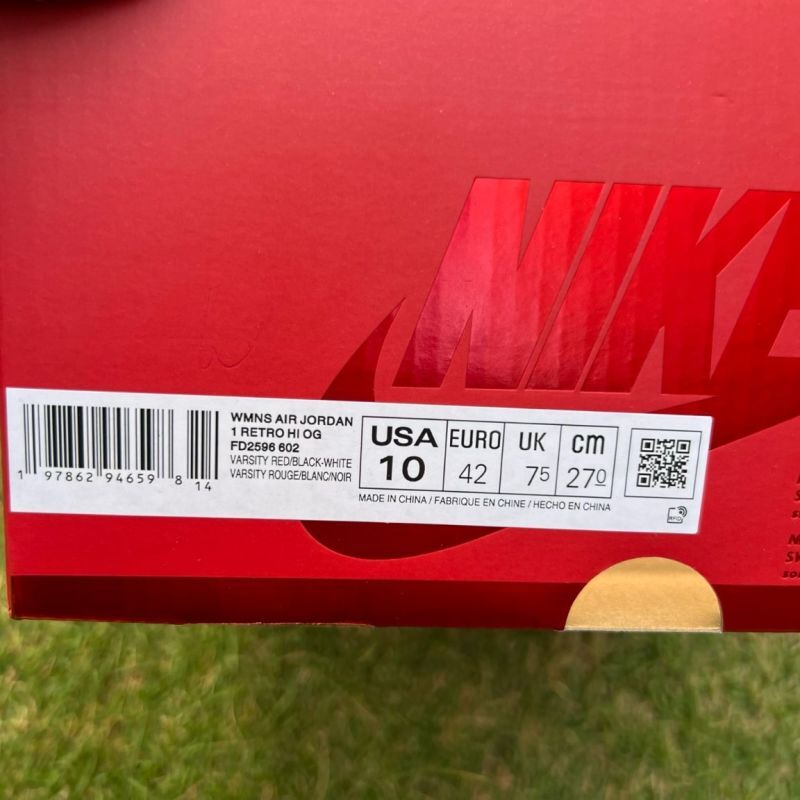 NIKE
WMNS AIR JORDAN
1 RETRO HI OG
FD2596 602
VARSITY RED/BLACK-WHITE
VARSITY ROUGE/BLANC/NOIR
1 97862 94659 8 14
USA EURO UK CM
10 42 7.5 27.0
MADE IN CHINA / FABRIQUE EN CHINE / HECHO EN CHINA
RFID